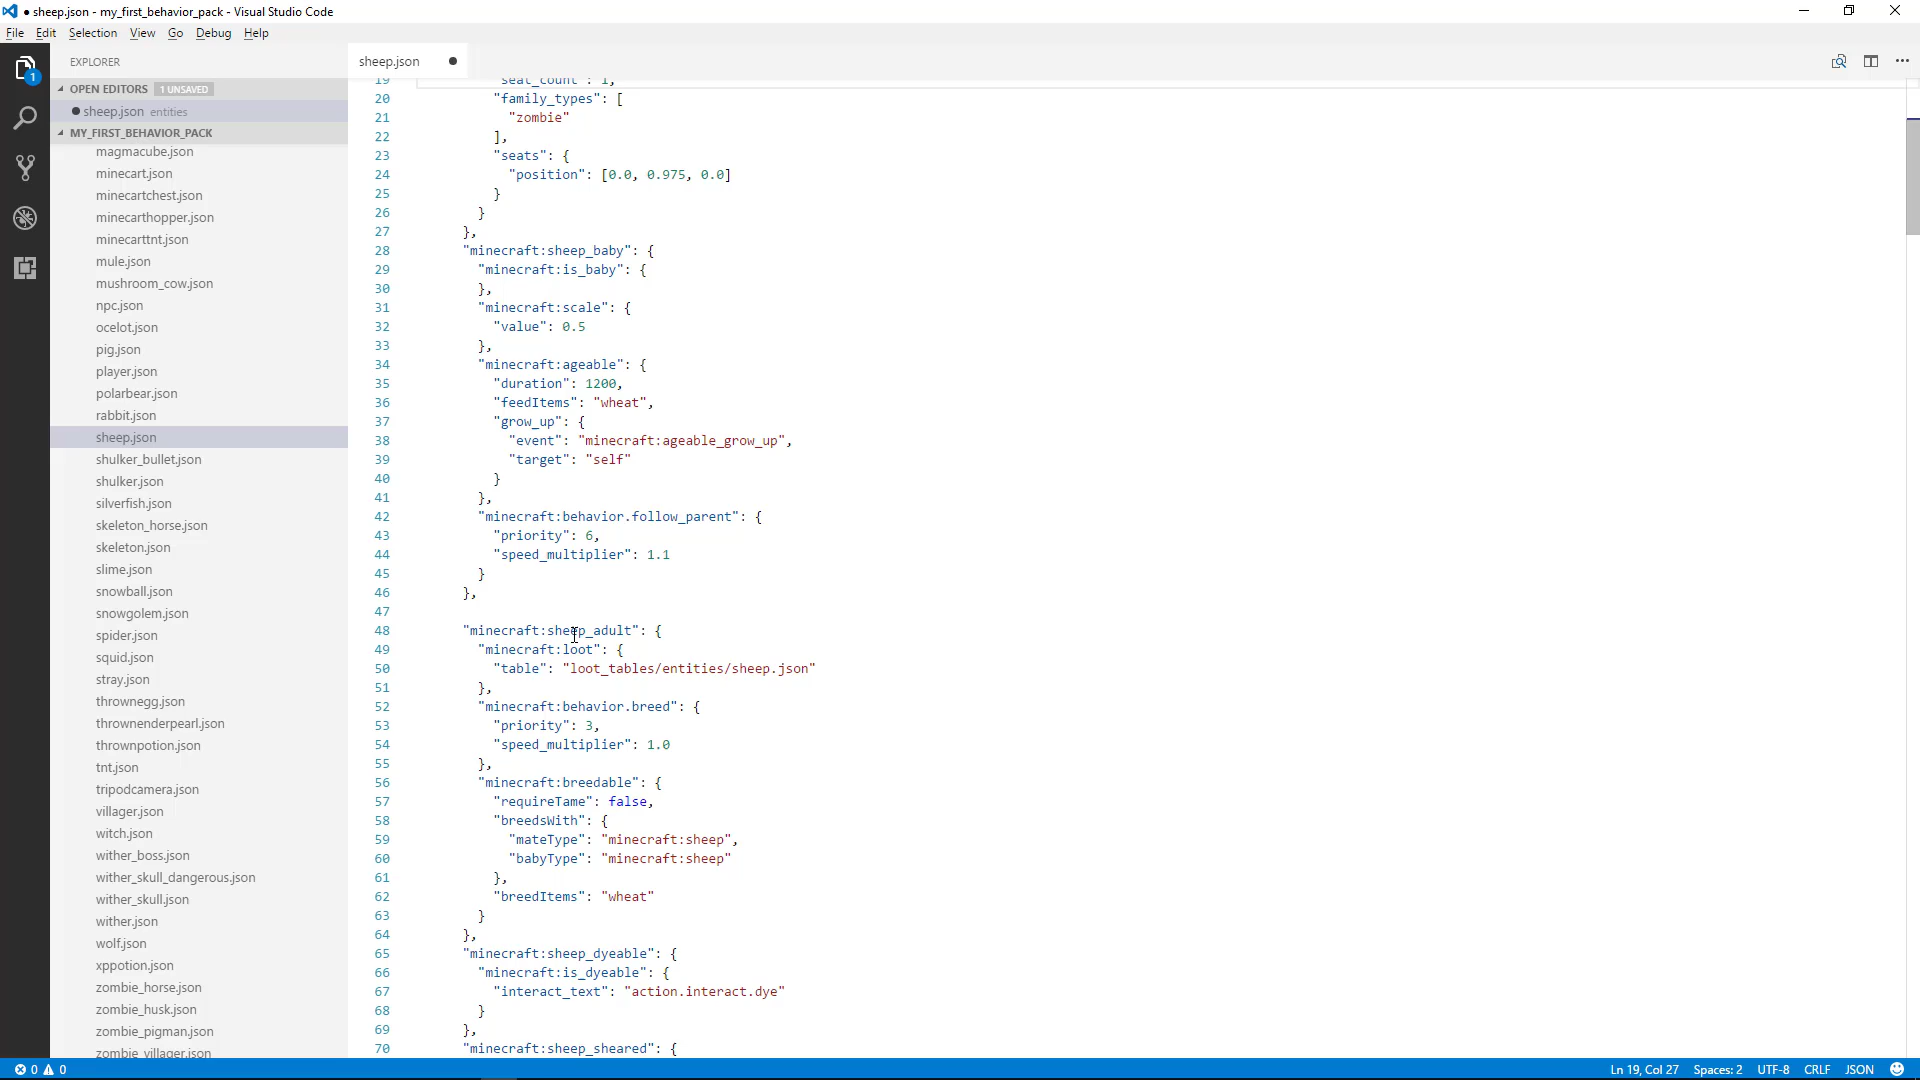 ● sheep.json - my_first_behavior_pack - Visual Studio Code
File Edit Selection View Go Debug Help
EXPLORER
sheep.json ●
OPEN EDITORS 1 UNSAVED
● sheep.json entities
MY_FIRST_BEHAVIOR_PACK
magmacube.json
minecart.json
minecartchest.json
minecarthopper.json
minecarttnt.json
mule.json
mushroom_cow.json
npc.json
ocelot.json
pig.json
player.json
polarbear.json
rabbit.json
sheep.json
shulker_bullet.json
shulker.json
silverfish.json
skeleton_horse.json
skeleton.json
slime.json
snowball.json
snowgolem.json
spider.json
squid.json
stray.json
thrownegg.json
thrownenderpearl.json
thrownpotion.json
tnt.json
tripodcamera.json
villager.json
witch.json
wither_boss.json
wither_skull_dangerous.json
wither_skull.json
wither.json
wolf.json
xppotion.json
zombie_horse.json
zombie_husk.json
zombie_pigman.json
zombie_villager.json
1
19 "seat_count": 1,
20 "family_types": [
21 "zombie"
22 ],
23 "seats": {
24 "position": [0.0, 0.975, 0.0]
25 }
26 }
27 },
28 "minecraft:sheep_baby": {
29 "minecraft:is_baby": {
30 },
31 "minecraft:scale": {
32 "value": 0.5
33 },
34 "minecraft:ageable": {
35 "duration": 1200,
36 "feedItems": "wheat",
37 "grow_up": {
38 "event": "minecraft:ageable_grow_up",
39 "target": "self"
40 }
41 },
42 "minecraft:behavior.follow_parent": {
43 "priority": 6,
44 "speed_multiplier": 1.1
45 }
46 },
47
48 "minecraft:sheep_adult": {
49 "minecraft:loot": {
50 "table": "loot_tables/entities/sheep.json"
51 },
52 "minecraft:behavior.breed": {
53 "priority": 3,
54 "speed_multiplier": 1.0
55 },
56 "minecraft:breedable": {
57 "requireTame": false,
58 "breedsWith": {
59 "mateType": "minecraft:sheep",
60 "babyType": "minecraft:sheep"
61 },
62 "breedItems": "wheat"
63 }
64 },
65 "minecraft:sheep_dyeable": {
66 "minecraft:is_dyeable": {
67 "interact_text": "action.interact.dye"
68 }
69 },
70 "minecraft:sheep_sheared": {
0 0 Ln 19, Col 27 Spaces: 2 UTF-8 CRLF JSON